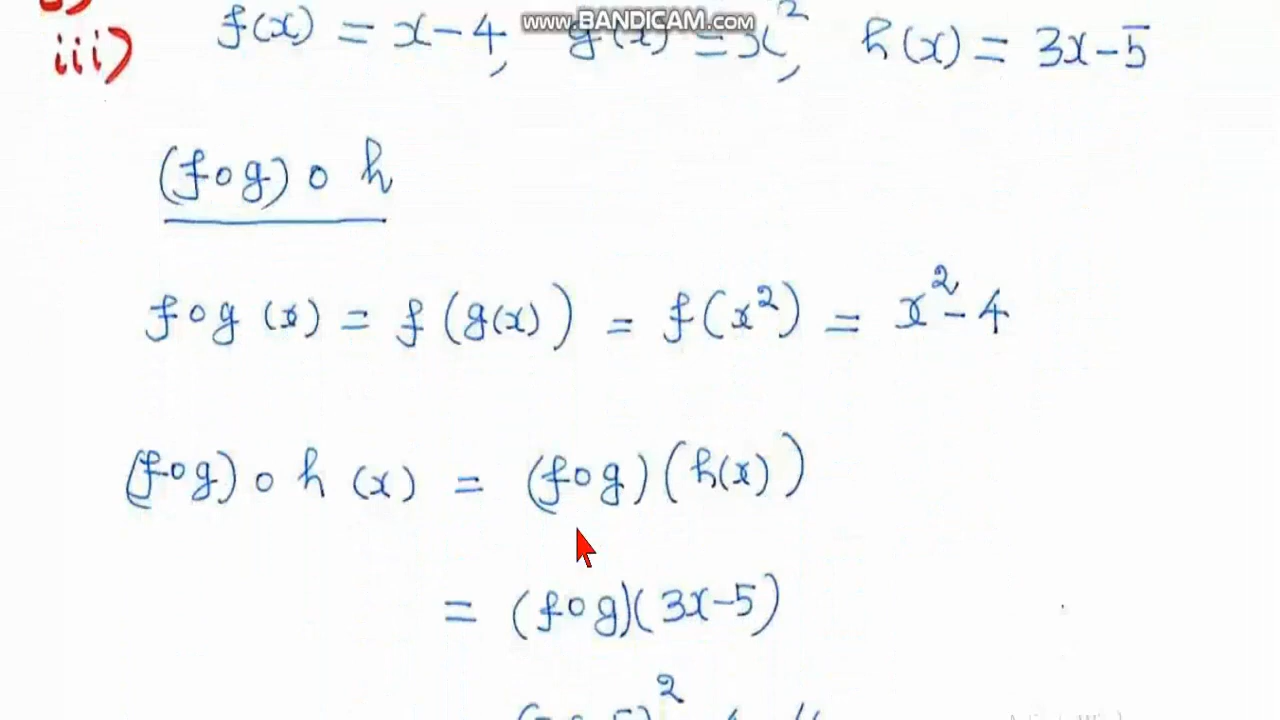 www.BANDICAM.com
iii) f(x) = x-4, g(x) = x², h(x) = 3x-5
(fog) o h
fog (x) = f(g(x)) = f(x²) = x²-4
(fog) o h (x) = (fog)(h(x))
= (fog)(3x-5)